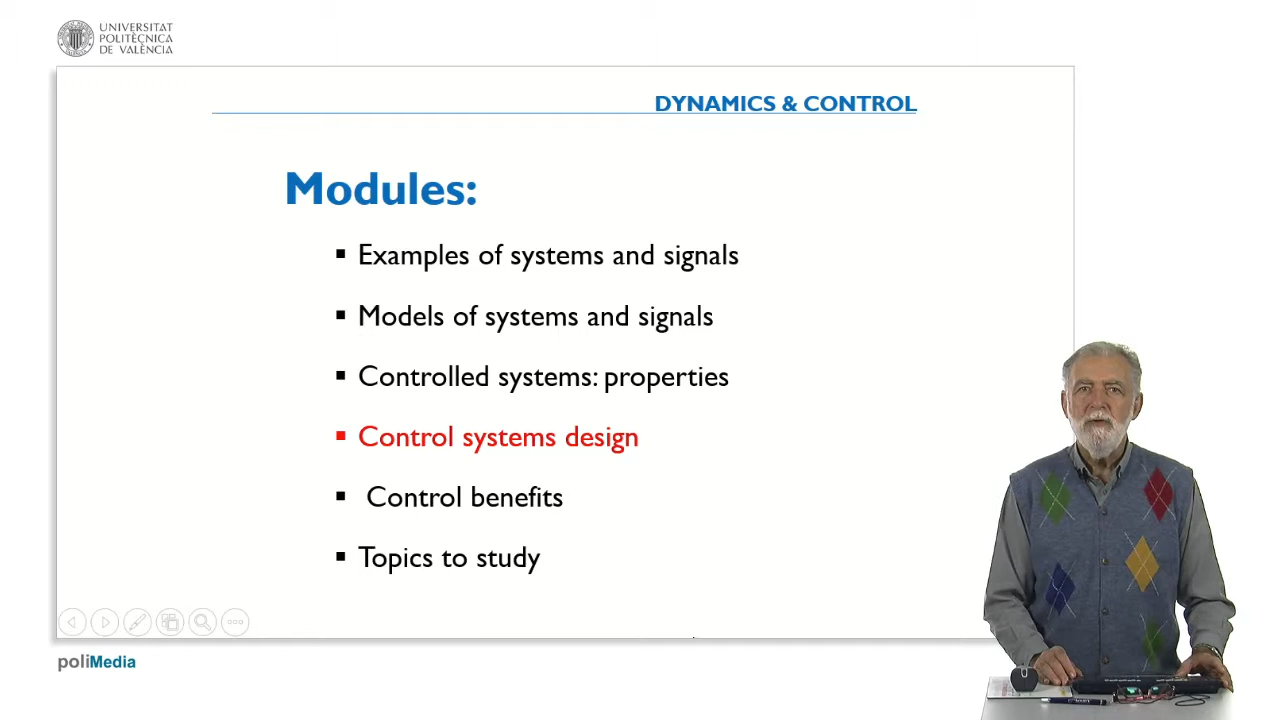 UNIVERSITAT
POLITÈCNICA
DE VALÈNCIA
DYNAMICS & CONTROL
Modules:
▪ Examples of systems and signals
▪ Models of systems and signals
▪ Controlled systems: properties
▪ Control systems design
▪ Control benefits
▪ Topics to study
poliMedia